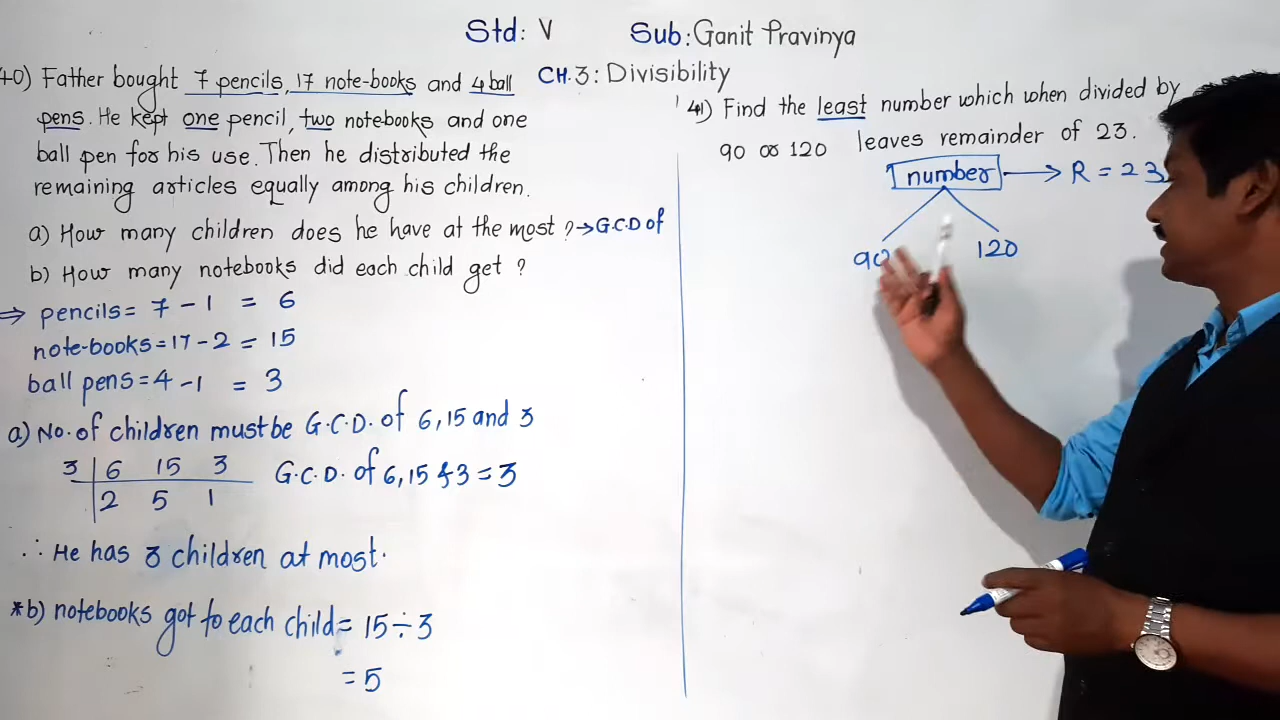 Std: V Sub: Ganit Pravinya
CH.3: Divisibility
40) Father bought 7 pencils, 17 note-books and 4 ball
pens. He kept one pencil, two notebooks and one
ball pen for his use. Then he distributed the
remaining articles equally among his children.
a) How many children does he have at the most? → G.C.D of
b) How many notebooks did each child get?
⇒ pencils = 7 - 1 = 6
note-books = 17 - 2 = 15
ball pens = 4 - 1 = 3
a) No. of children must be G.C.D. of 6, 15 and 3
3 | 6 15 3 G.C.D. of 6, 15 & 3 = 3
2 5 1
∴ He has 3 children at most.
*b) notebooks got to each child = 15 ÷ 3
= 5
41) Find the least number which when divided by
90 or 120 leaves remainder of 23.
number → R = 23
90 120